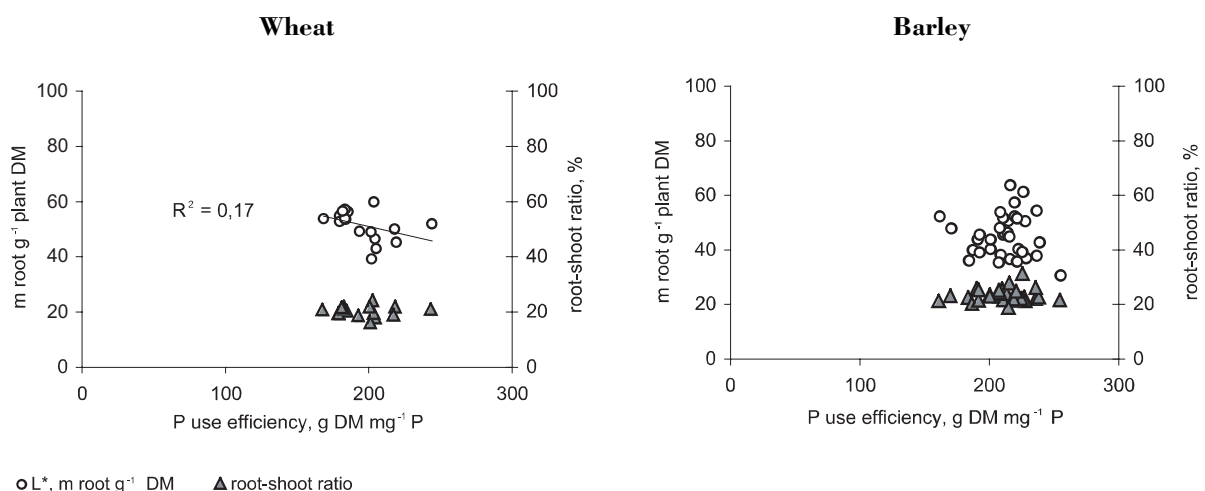 Wheat
Barley
100
80
60
40
20
0
m root g⁻¹ plant DM
R² = 0,17
100
80
60
40
20
0
root-shoot ratio, %
0
100
200
300
P use efficiency, g DM mg⁻¹ P
100
80
60
40
20
0
m root g⁻¹ plant DM
100
80
60
40
20
0
root-shoot ratio, %
0
100
200
300
P use efficiency, g DM mg⁻¹ P
L*, m root g⁻¹ DM
root-shoot ratio